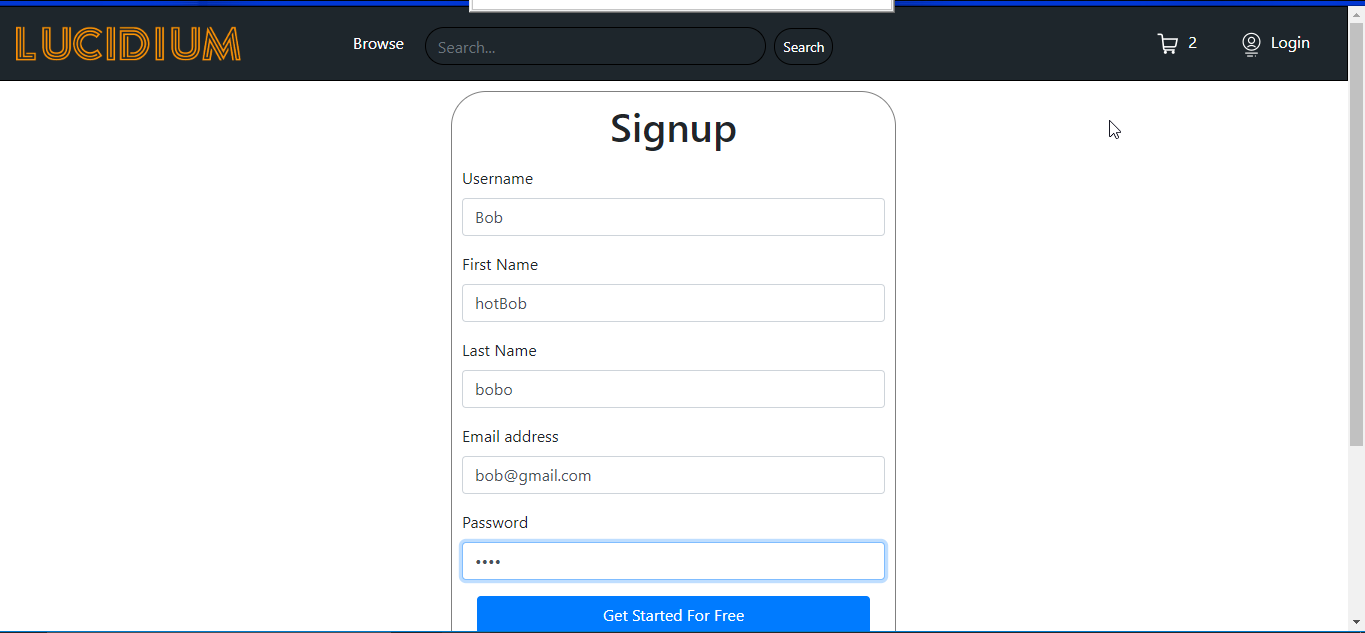 LUCIDIUM Browse Search... Search 2 Login
Signup
Username
Bob
First Name
hotBob
Last Name
bobo
Email address
bob@gmail.com
Password
••••
Get Started For Free